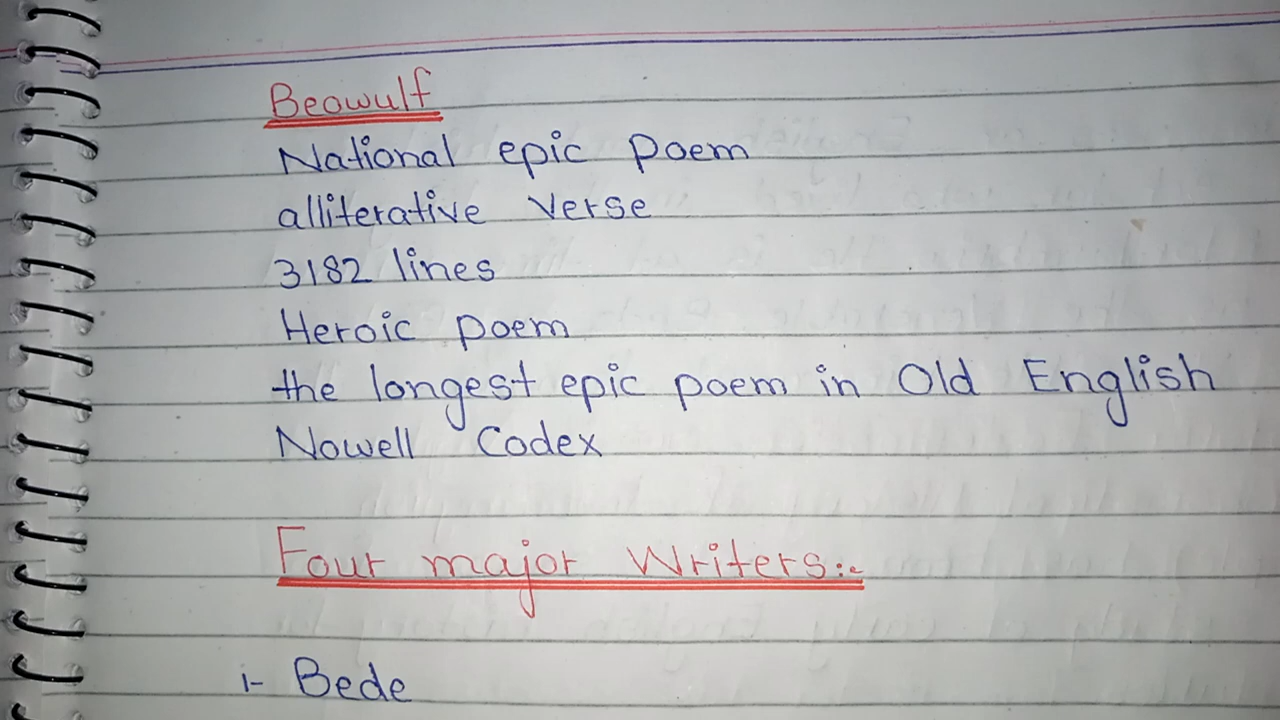 Beowulf
National epic poem
alliterative Verse
3182 lines
Heroic poem
the longest epic poem in Old English
Nowell Codex
Four major Writers:-
1- Bede